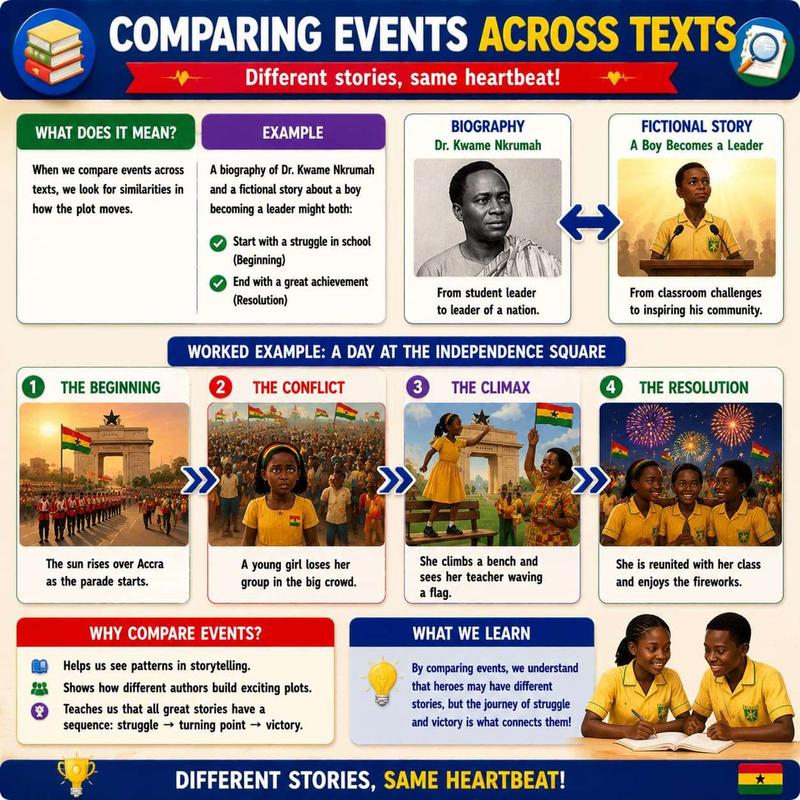 COMPARING EVENTS ACROSS TEXTS
Different stories, same heartbeat!
WHAT DOES IT MEAN?
When we compare events across
texts, we look for similarities in
how the plot moves.
EXAMPLE
A biography of Dr. Kwame Nkrumah
and a fictional story about a boy
becoming a leader might both:
Start with a struggle in school
(Beginning)
End with a great achievement
(Resolution)
BIOGRAPHY
Dr. Kwame Nkrumah
From student leader
to leader of a nation.
FICTIONAL STORY
A Boy Becomes a Leader
From classroom challenges
to inspiring his community.
WORKED EXAMPLE: A DAY AT THE INDEPENDENCE SQUARE
1 THE BEGINNING
The sun rises over Accra
as the parade starts.
2 THE CONFLICT
A young girl loses her
group in the big crowd.
3 THE CLIMAX
She climbs a bench and
sees her teacher waving
a flag.
4 THE RESOLUTION
She is reunited with her class
and enjoys the fireworks.
WHY COMPARE EVENTS?
Helps us see patterns in storytelling.
Shows how different authors build exciting plots.
Teaches us that all great stories have a
sequence: struggle → turning point → victory.
WHAT WE LEARN
By comparing events, we understand
that heroes may have different
stories, but the journey of struggle
and victory is what connects them!
DIFFERENT STORIES, SAME HEARTBEAT!